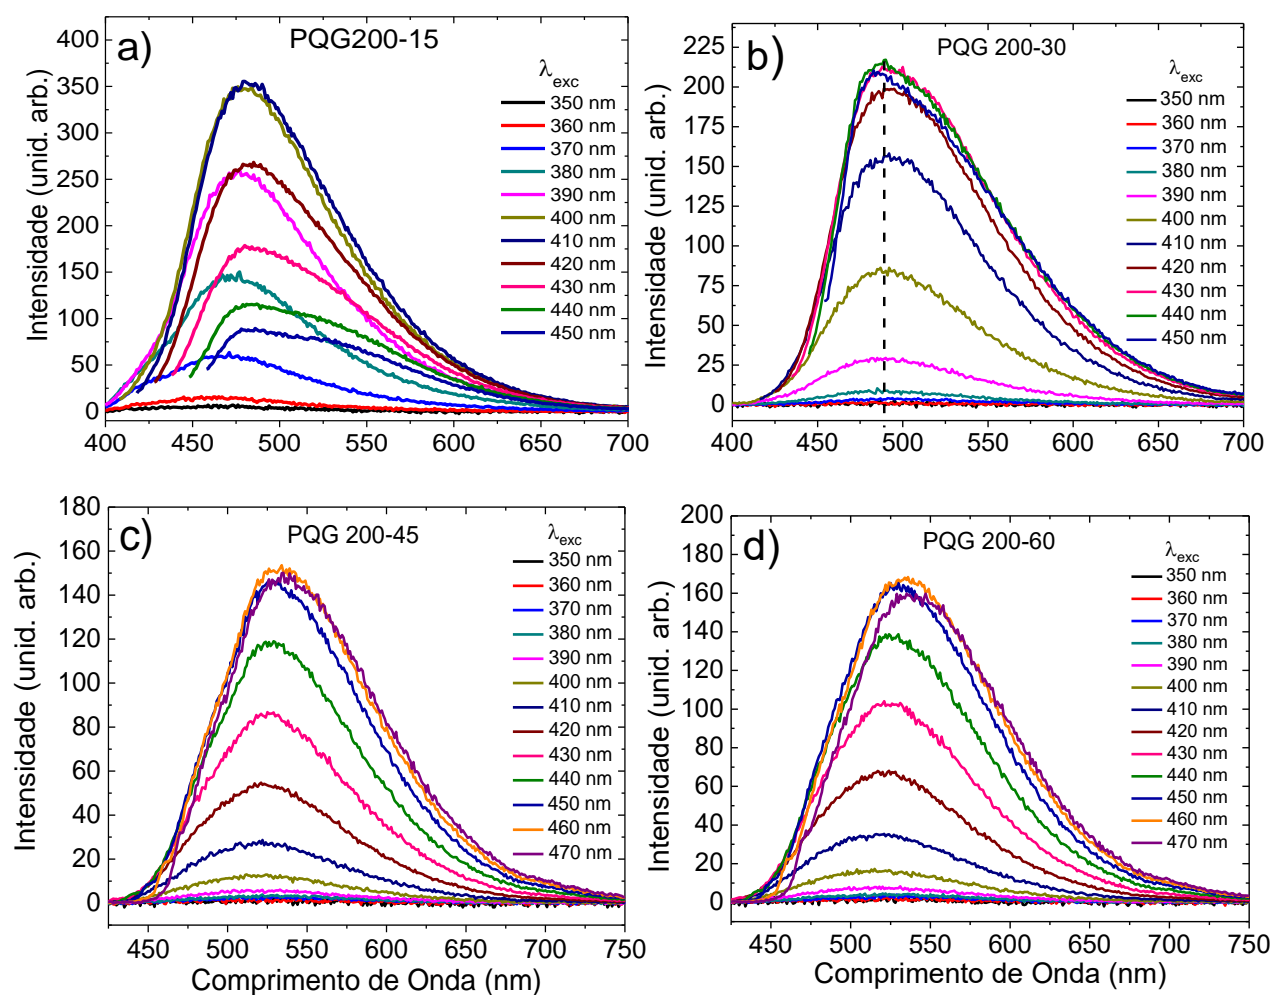 a)
PQG200-15
λexc
350 nm
360 nm
370 nm
380 nm
390 nm
400 nm
410 nm
420 nm
430 nm
440 nm
450 nm
Intensidade (unid. arb.)
400
350
300
250
200
150
100
50
0
400 450 500 550 600 650 700
b)
PQG 200-30
λexc
350 nm
360 nm
370 nm
380 nm
390 nm
400 nm
410 nm
420 nm
430 nm
440 nm
450 nm
Intensidade (unid. arb.)
225
200
175
150
125
100
75
50
25
0
400 450 500 550 600 650 700
c)
PQG 200-45
λexc
350 nm
360 nm
370 nm
380 nm
390 nm
400 nm
410 nm
420 nm
430 nm
440 nm
450 nm
460 nm
470 nm
Intensidade (unid. arb.)
180
160
140
120
100
80
60
40
20
0
450 500 550 600 650 700 750
Comprimento de Onda (nm)
d)
PQG 200-60
λexc
350 nm
360 nm
370 nm
380 nm
390 nm
400 nm
410 nm
420 nm
430 nm
440 nm
450 nm
460 nm
470 nm
Intensidade (unid. arb.)
200
180
160
140
120
100
80
60
40
20
0
450 500 550 600 650 700 750
Comprimento de Onda (nm)